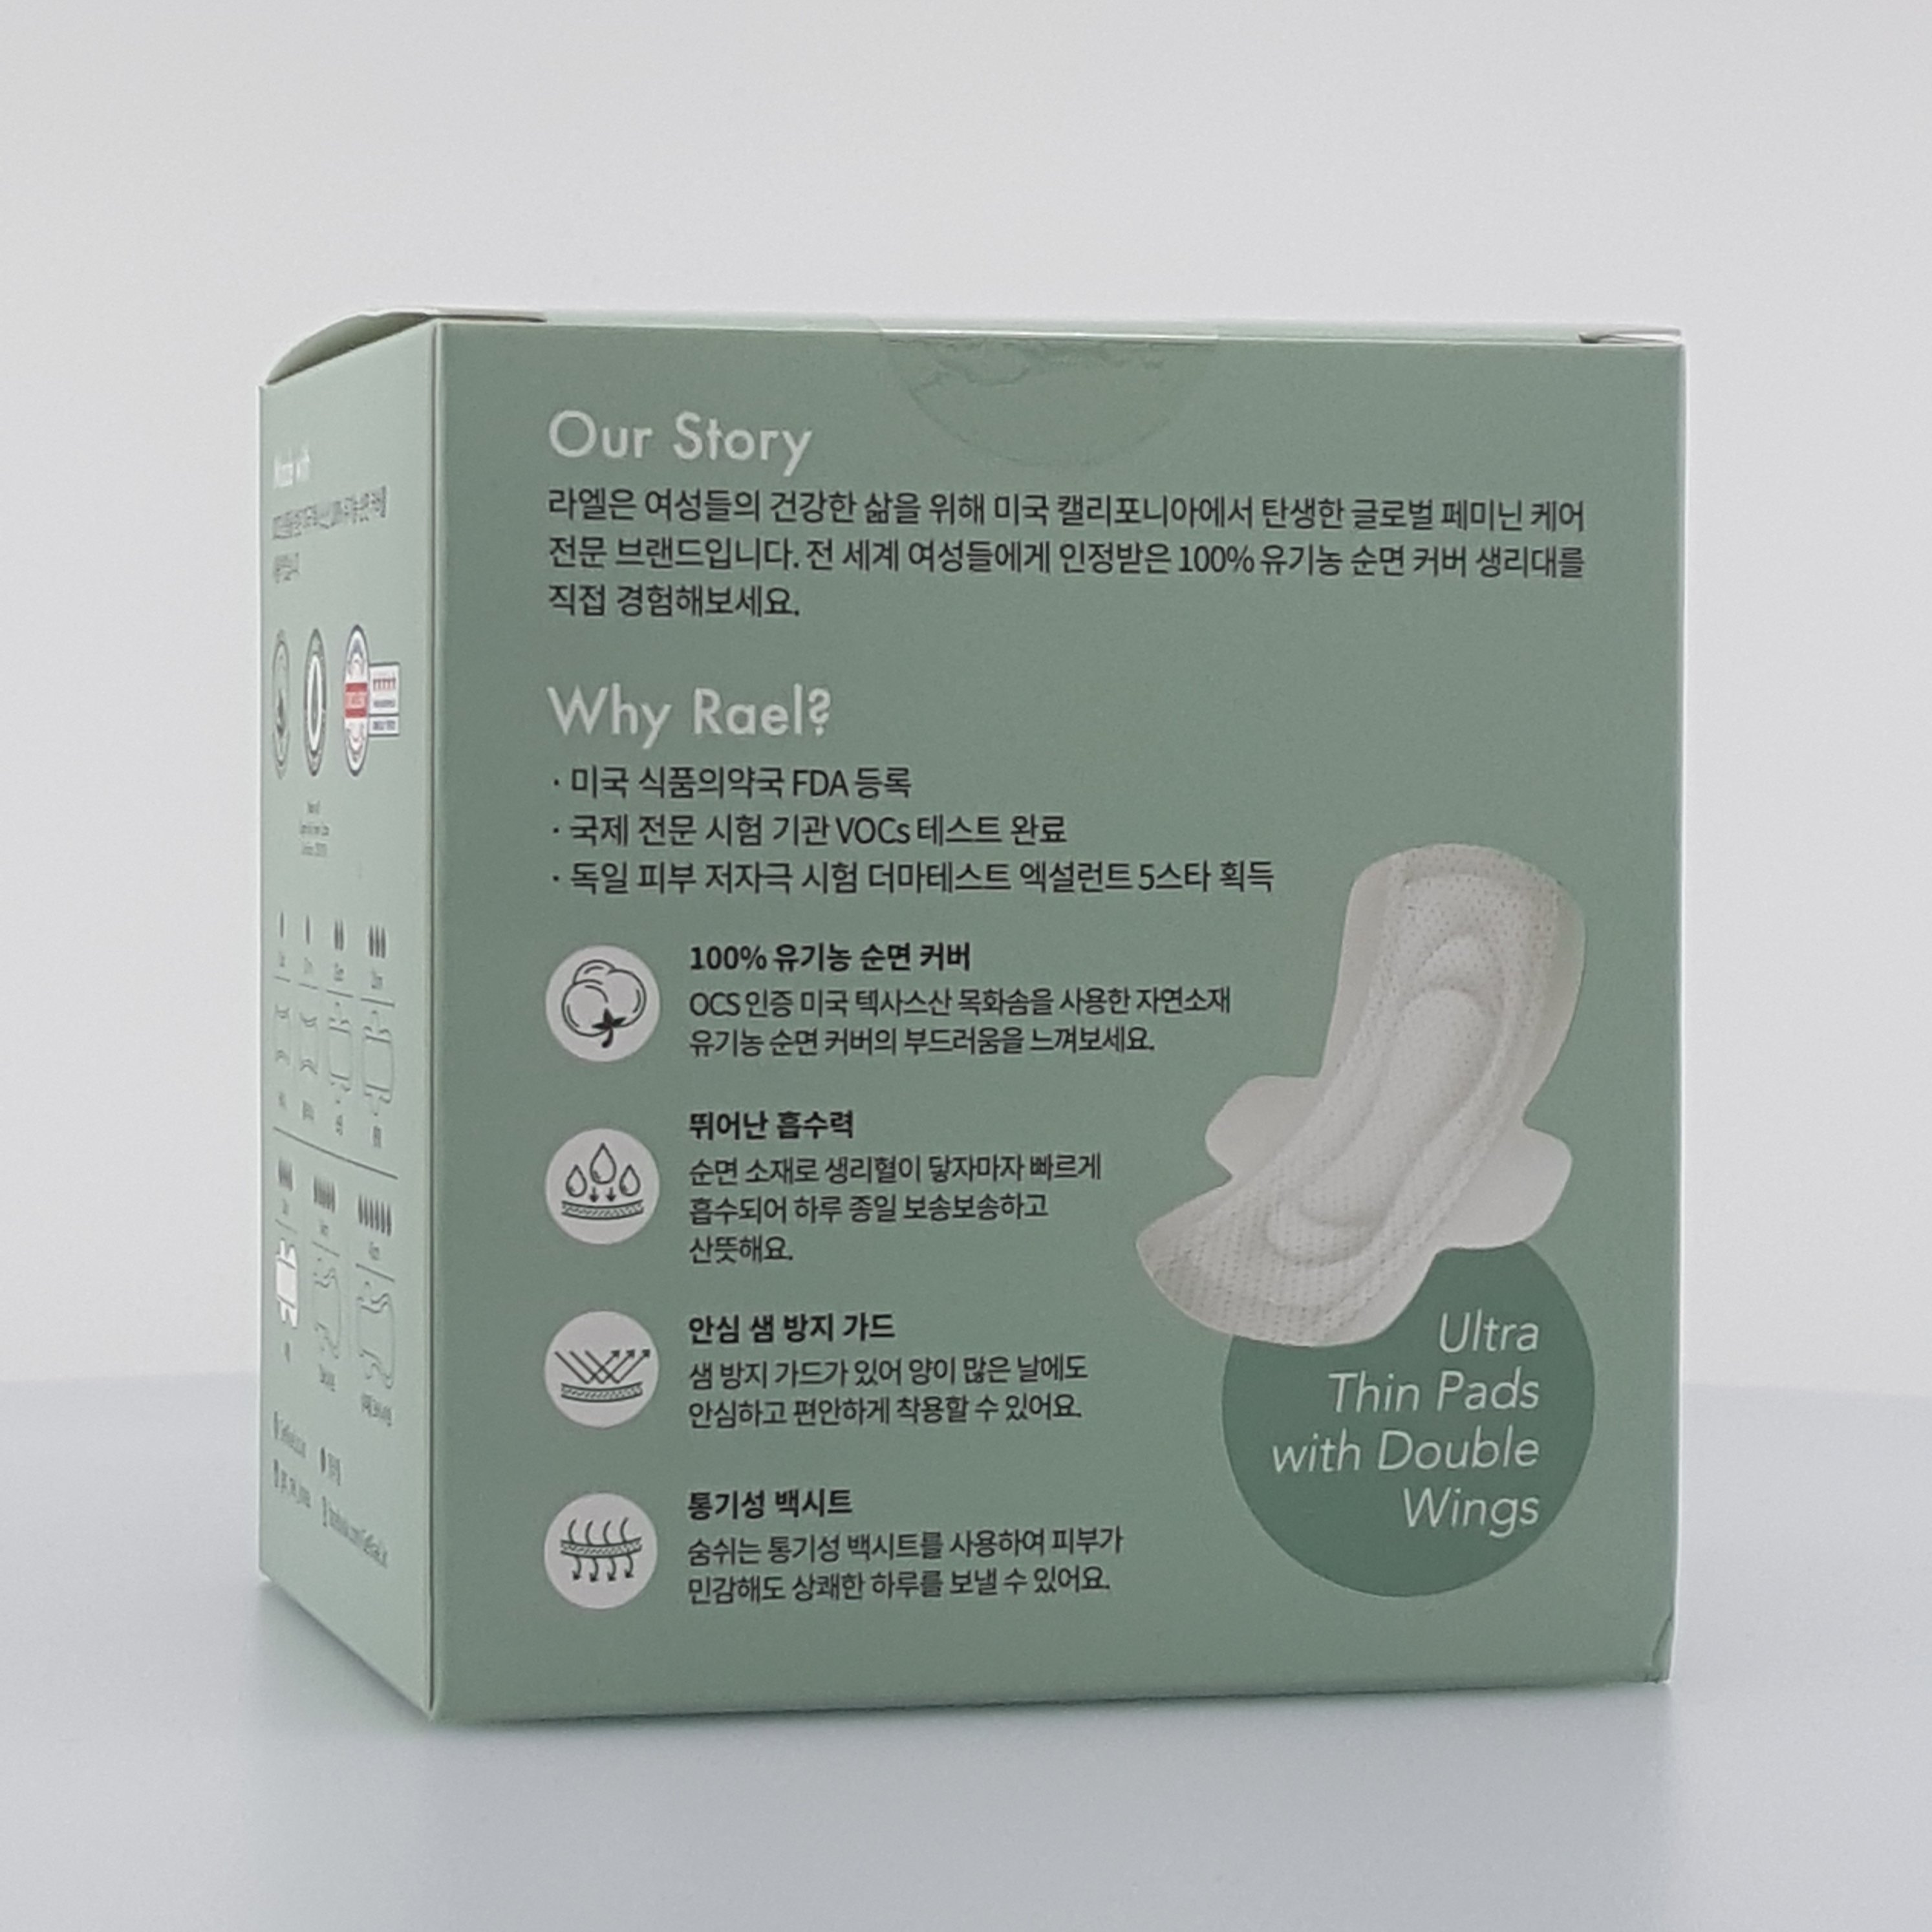 Our Story
라엘은 여성들의 건강한 삶을 위해 미국 캘리포니아에서 탄생한 글로벌 페미닌 케어
전문 브랜드입니다. 전 세계 여성들에게 인정받은 100% 유기농 순면 커버 생리대를
직접 경험해보세요.
Why Rael?
· 미국 식품의약국 FDA 등록
· 국제 전문 시험 기관 VOCs 테스트 완료
· 독일 피부 저자극 시험 더마테스트 엑설런트 5스타 획득
100% 유기농 순면 커버
OCS 인증 미국 텍사스산 목화솜을 사용한 자연소재
유기농 순면 커버의 부드러움을 느껴보세요.
뛰어난 흡수력
순면 소재로 생리혈이 닿자마자 빠르게
흡수되어 하루 종일 보송보송하고
산뜻해요.
안심 샘 방지 가드
샘 방지 가드가 있어 양이 많은 날에도
안심하고 편안하게 착용할 수 있어요.
통기성 백시트
숨쉬는 통기성 백시트를 사용하여 피부가
민감해도 상쾌한 하루를 보낼 수 있어요.
Ultra
Thin Pads
with Double
Wings